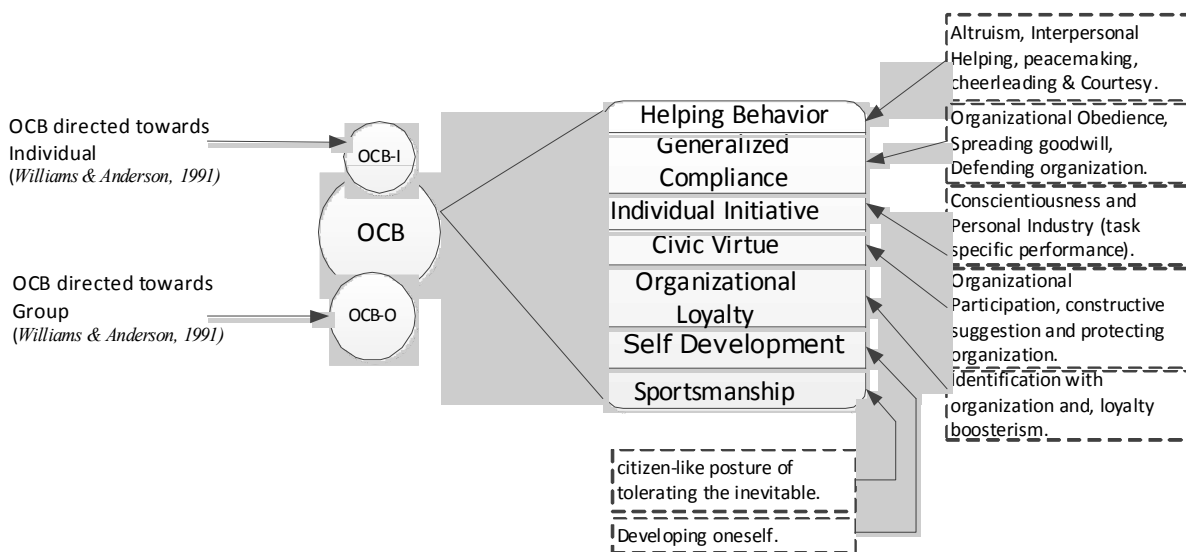 OCB directed towards
Individual
(Williams & Anderson, 1991)
OCB directed towards
Group
(Williams & Anderson, 1991)
OCB-I
OCB
OCB-O
Helping Behavior
Generalized
Compliance
Individual Initiative
Civic Virtue
Organizational
Loyalty
Self Development
Sportsmanship
Altruism, Interpersonal
Helping, peacemaking,
cheerleading & Courtesy.
Organizational Obedience,
Spreading goodwill,
Defending organization.
Conscientiousness and
Personal Industry (task
specific performance).
Organizational
Participation, constructive
suggestion and protecting
organization.
Identification with
organization and, loyalty
boosterism.
citizen-like posture of
tolerating the inevitable.
Developing oneself.